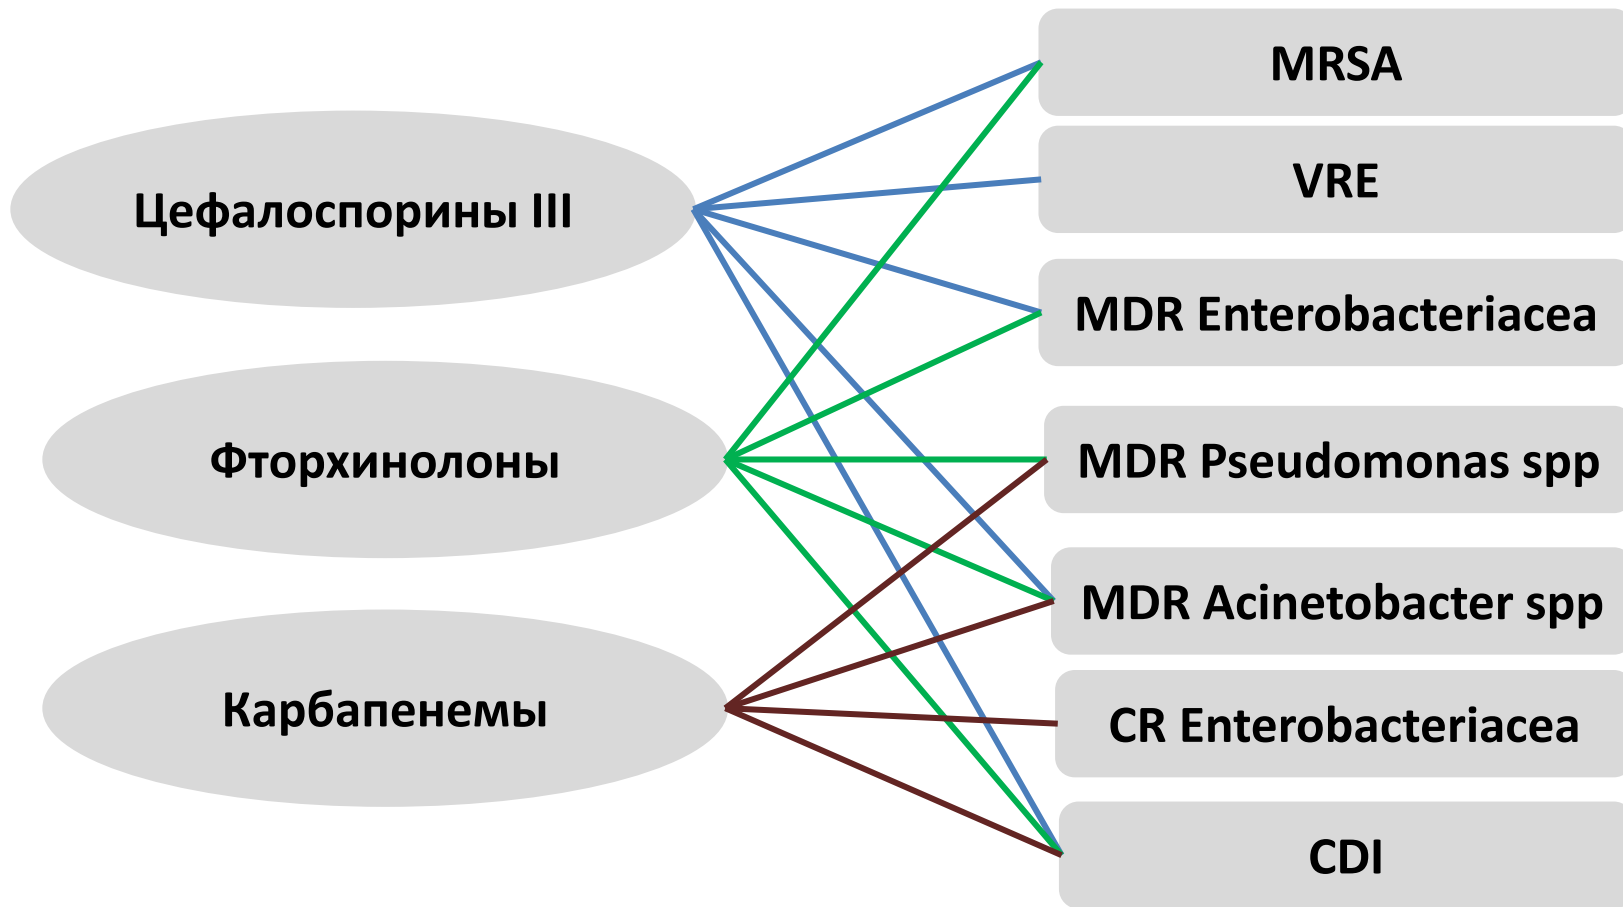 Цефалоспорины III
Фторхинолоны
Карбапенемы
MRSA
VRE
MDR Enterobacteriacea
MDR Pseudomonas spp
MDR Acinetobacter spp
CR Enterobacteriacea
CDI